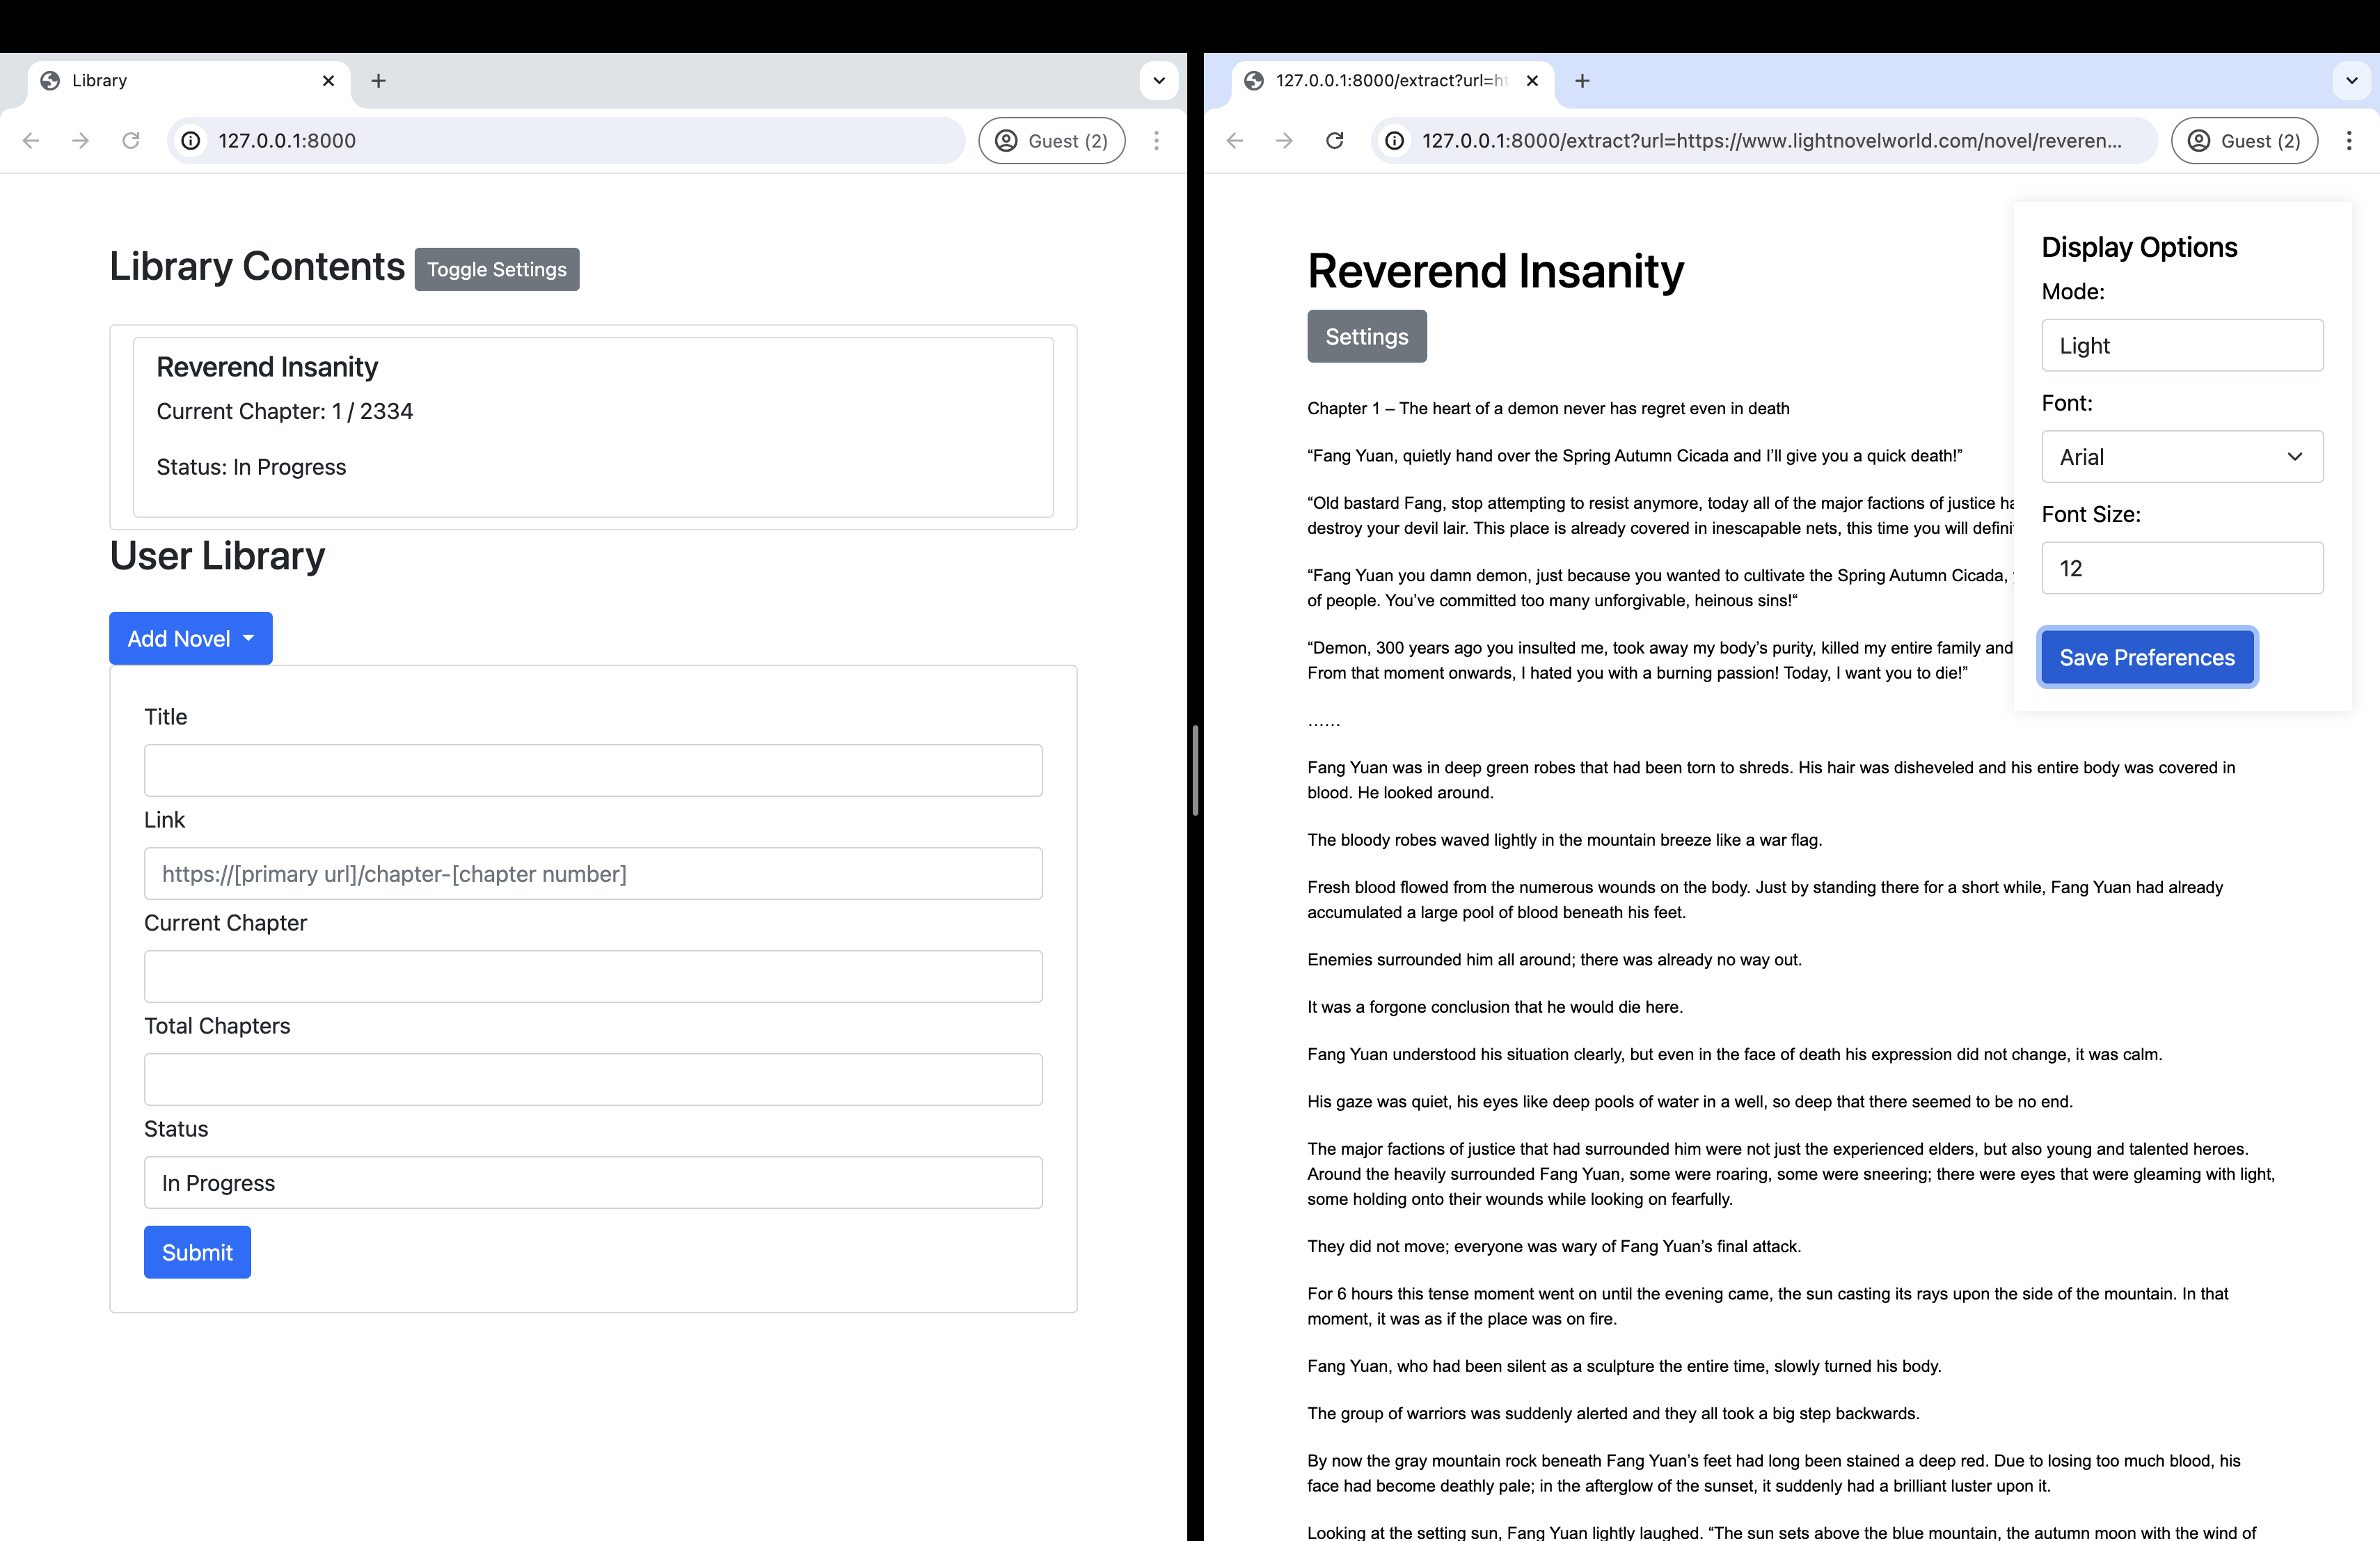 Library
127.0.0.1:8000
Guest (2)
Library Contents
Toggle Settings
Reverend Insanity
Current Chapter: 1 / 2334
Status: In Progress
User Library
Add Novel
Title
Link
https://[primary url]/chapter-[chapter number]
Current Chapter
Total Chapters
Status
In Progress
Submit
127.0.0.1:8000/extract?url=ht
127.0.0.1:8000/extract?url=https://www.lightnovelworld.com/novel/reveren...
Guest (2)
Reverend Insanity
Settings
Display Options
Mode:
Light
Font:
Arial
Font Size:
12
Save Preferences
Chapter 1 – The heart of a demon never has regret even in death
“Fang Yuan, quietly hand over the Spring Autumn Cicada and I’ll give you a quick death!”
“Old bastard Fang, stop attempting to resist anymore, today all of the major factions of justice ha
destroy your devil lair. This place is already covered in inescapable nets, this time you will defini
“Fang Yuan you damn demon, just because you wanted to cultivate the Spring Autumn Cicada,
of people. You’ve committed too many unforgivable, heinous sins!“
“Demon, 300 years ago you insulted me, took away my body’s purity, killed my entire family and
From that moment onwards, I hated you with a burning passion! Today, I want you to die!”
……
Fang Yuan was in deep green robes that had been torn to shreds. His hair was disheveled and his entire body was covered in
blood. He looked around.
The bloody robes waved lightly in the mountain breeze like a war flag.
Fresh blood flowed from the numerous wounds on the body. Just by standing there for a short while, Fang Yuan had already
accumulated a large pool of blood beneath his feet.
Enemies surrounded him all around; there was already no way out.
It was a forgone conclusion that he would die here.
Fang Yuan understood his situation clearly, but even in the face of death his expression did not change, it was calm.
His gaze was quiet, his eyes like deep pools of water in a well, so deep that there seemed to be no end.
The major factions of justice that had surrounded him were not just the experienced elders, but also young and talented heroes.
Around the heavily surrounded Fang Yuan, some were roaring, some were sneering; there were eyes that were gleaming with light,
some holding onto their wounds while looking on fearfully.
They did not move; everyone was wary of Fang Yuan’s final attack.
For 6 hours this tense moment went on until the evening came, the sun casting its rays upon the side of the mountain. In that
moment, it was as if the place was on fire.
Fang Yuan, who had been silent as a sculpture the entire time, slowly turned his body.
The group of warriors was suddenly alerted and they all took a big step backwards.
By now the gray mountain rock beneath Fang Yuan’s feet had long been stained a deep red. Due to losing too much blood, his
face had become deathly pale; in the afterglow of the sunset, it suddenly had a brilliant luster upon it.
Looking at the setting sun, Fang Yuan lightly laughed. “The sun sets above the blue mountain, the autumn moon with the wind of